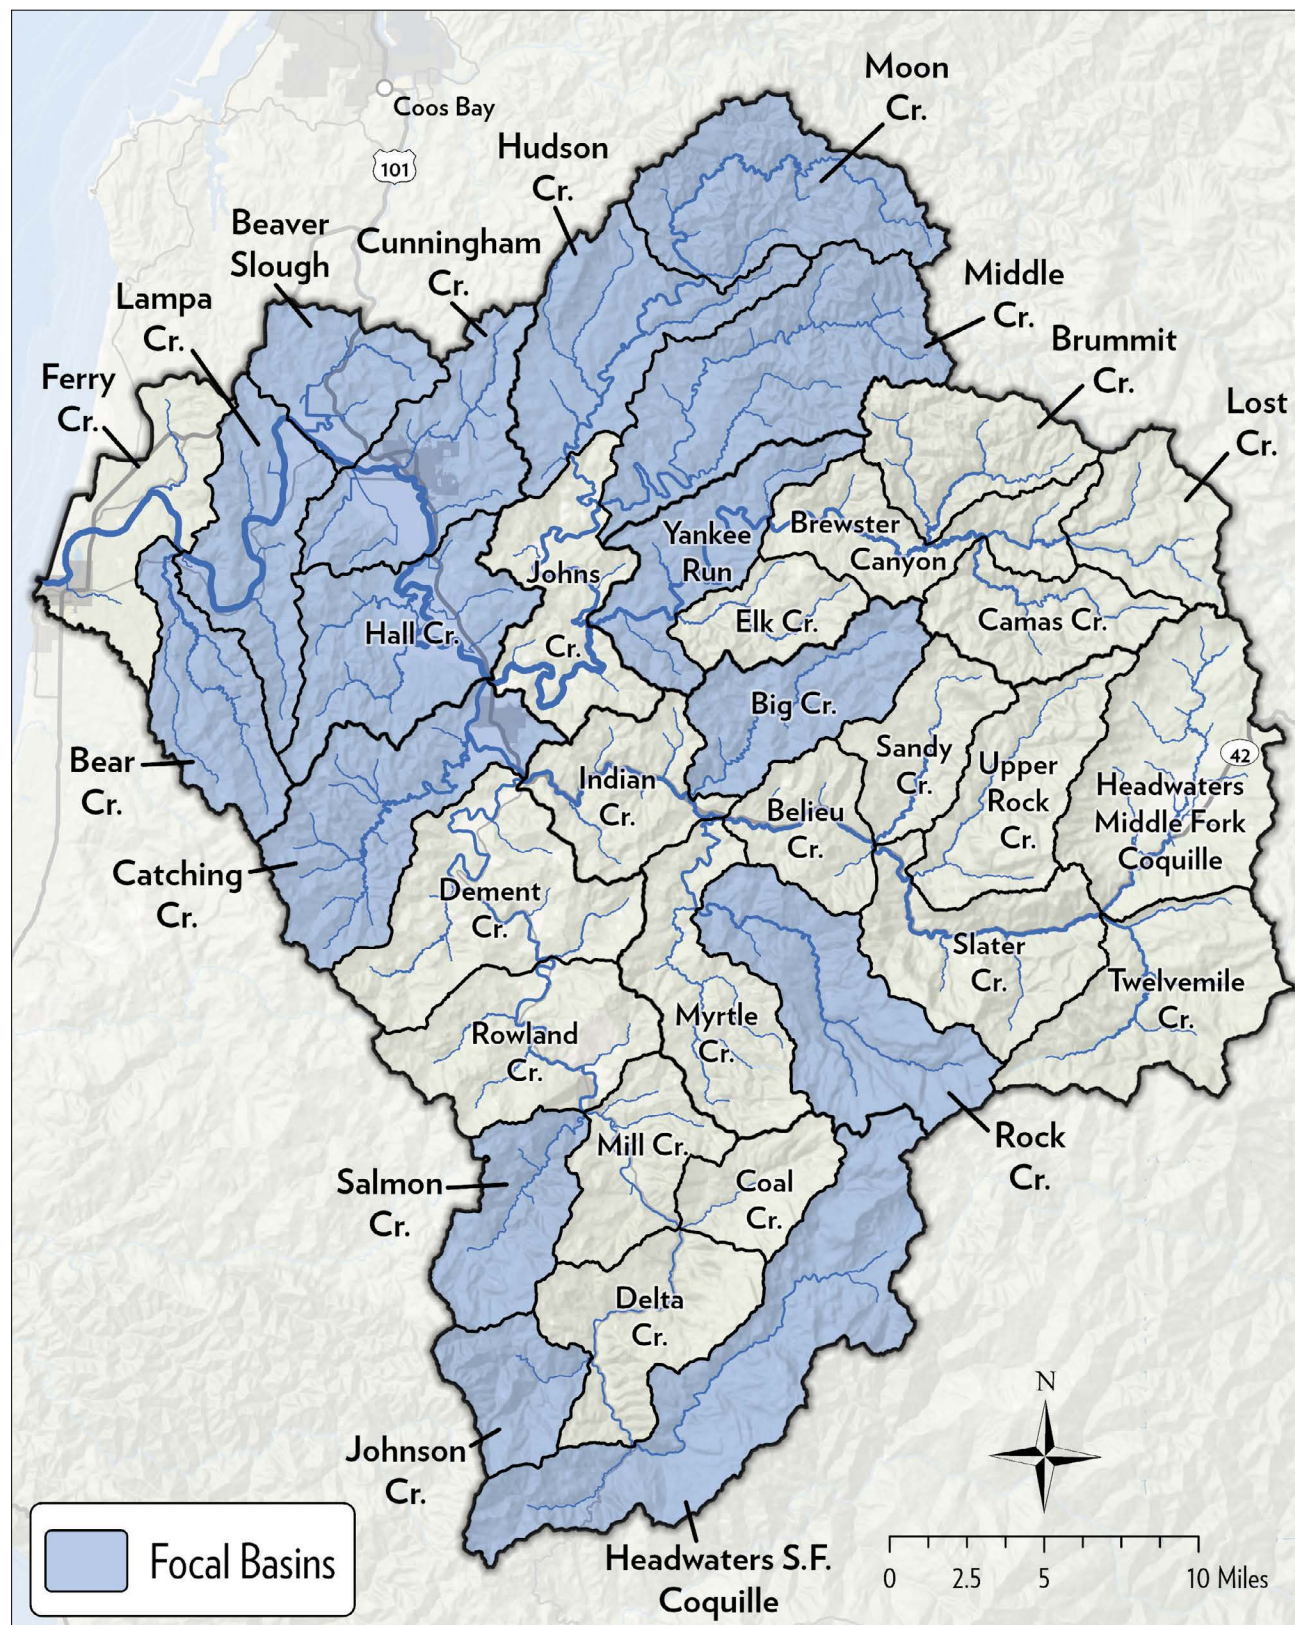 Moon
Cr.
Coos Bay
101
Hudson
Cr.
Beaver
Slough
Cunningham
Cr.
Lampa
Cr.
Middle
Cr.
Brummit
Cr.
Ferry
Cr.
Lost
Cr.
Yankee
Run
Brewster
Canyon
Johns
Cr.
Elk Cr.
Camas Cr.
Hall Cr.
Big Cr.
Bear
Cr.
Indian
Cr.
Sandy
Cr.
Upper
Rock
Cr.
42
Headwaters
Middle Fork
Coquille
Belieu
Cr.
Catching
Cr.
Dement
Cr.
Slater
Cr.
Twelvemile
Cr.
Rowland
Cr.
Myrtle
Cr.
Rock
Cr.
Mill Cr.
Salmon
Cr.
Coal
Cr.
Delta
Cr.
Johnson
Cr.
Headwaters S.F.
Coquille
N
0 2.5 5 10 Miles
Focal Basins